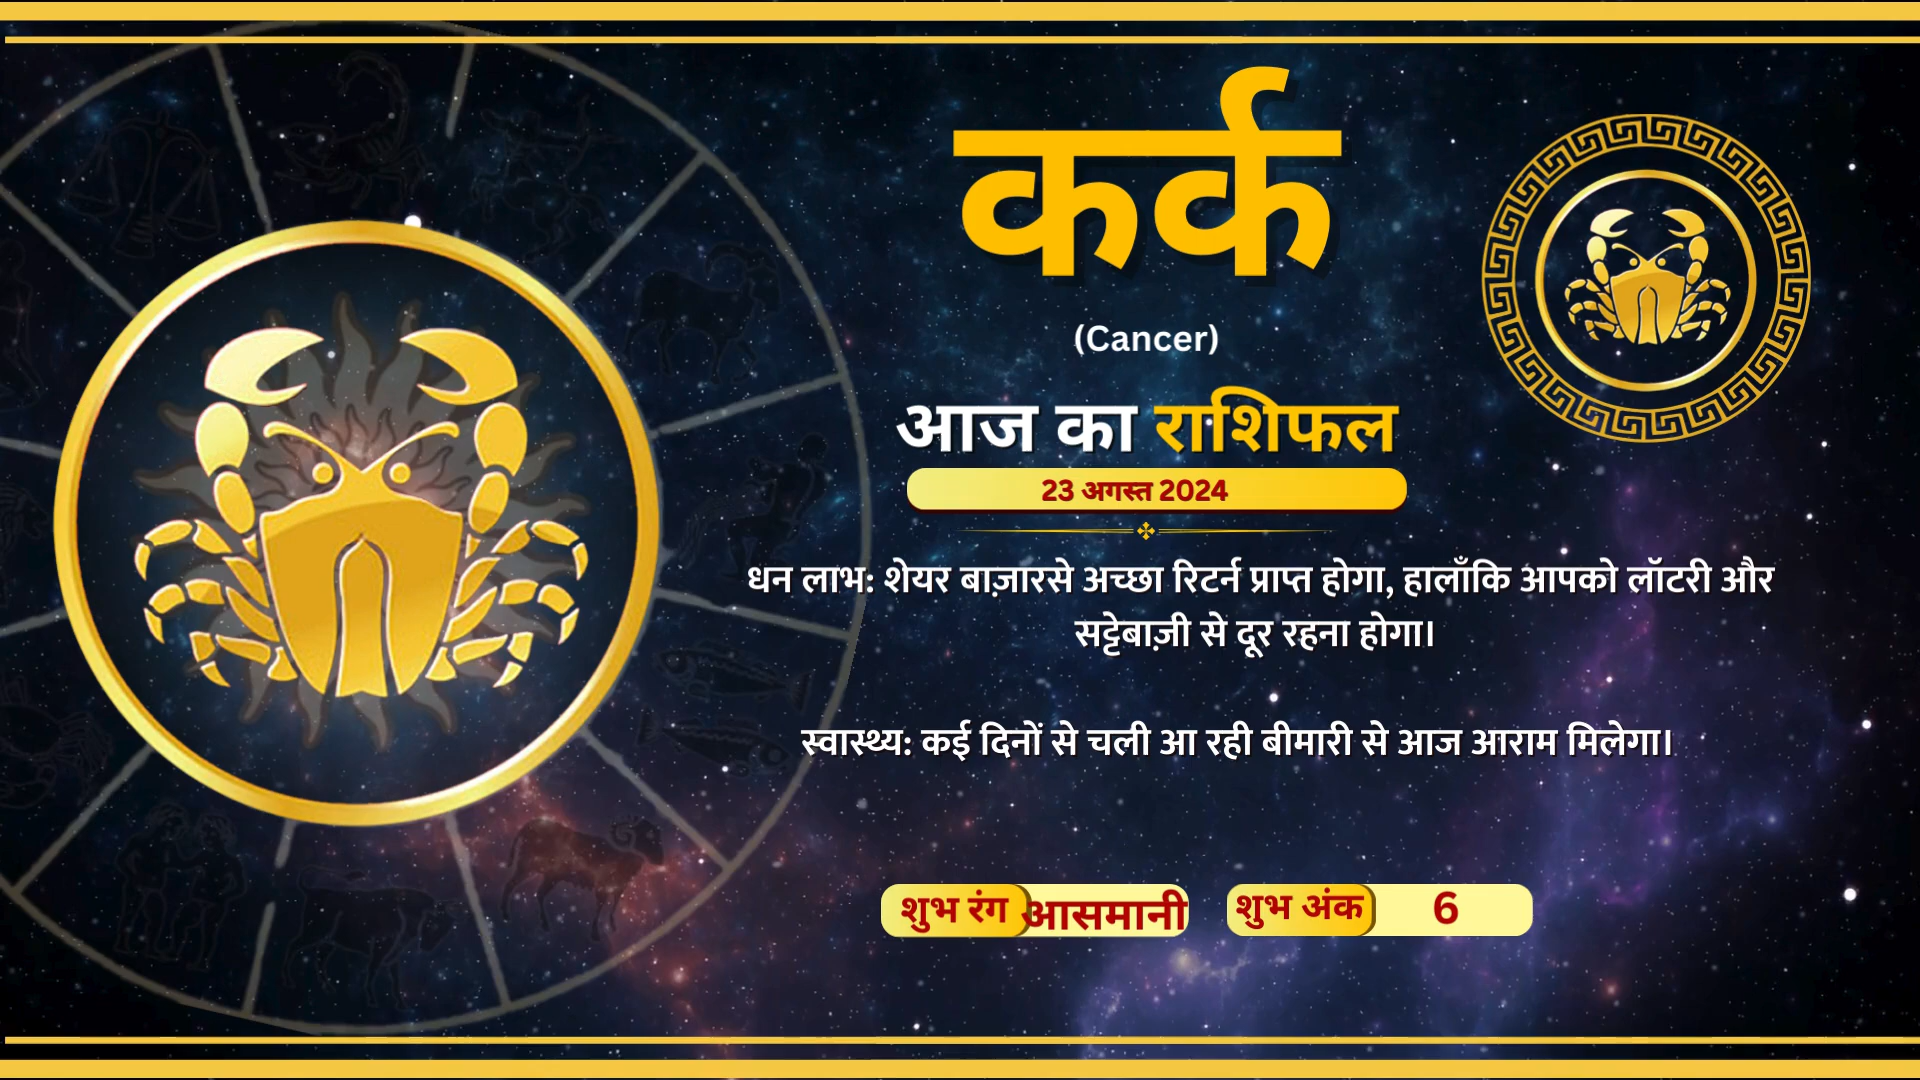 कर्क
(Cancer)
आज का राशिफल
23 अगस्त 2024
धन लाभ: शेयर बाज़ारसे अच्छा रिटर्न प्राप्त होगा, हालाँकि आपको लॉटरी और
सट्टेबाज़ी से दूर रहना होगा।
स्वास्थ्य: कई दिनों से चली आ रही बीमारी से आज आराम मिलेगा।
शुभ रंग आसमानी शुभ अंक 6